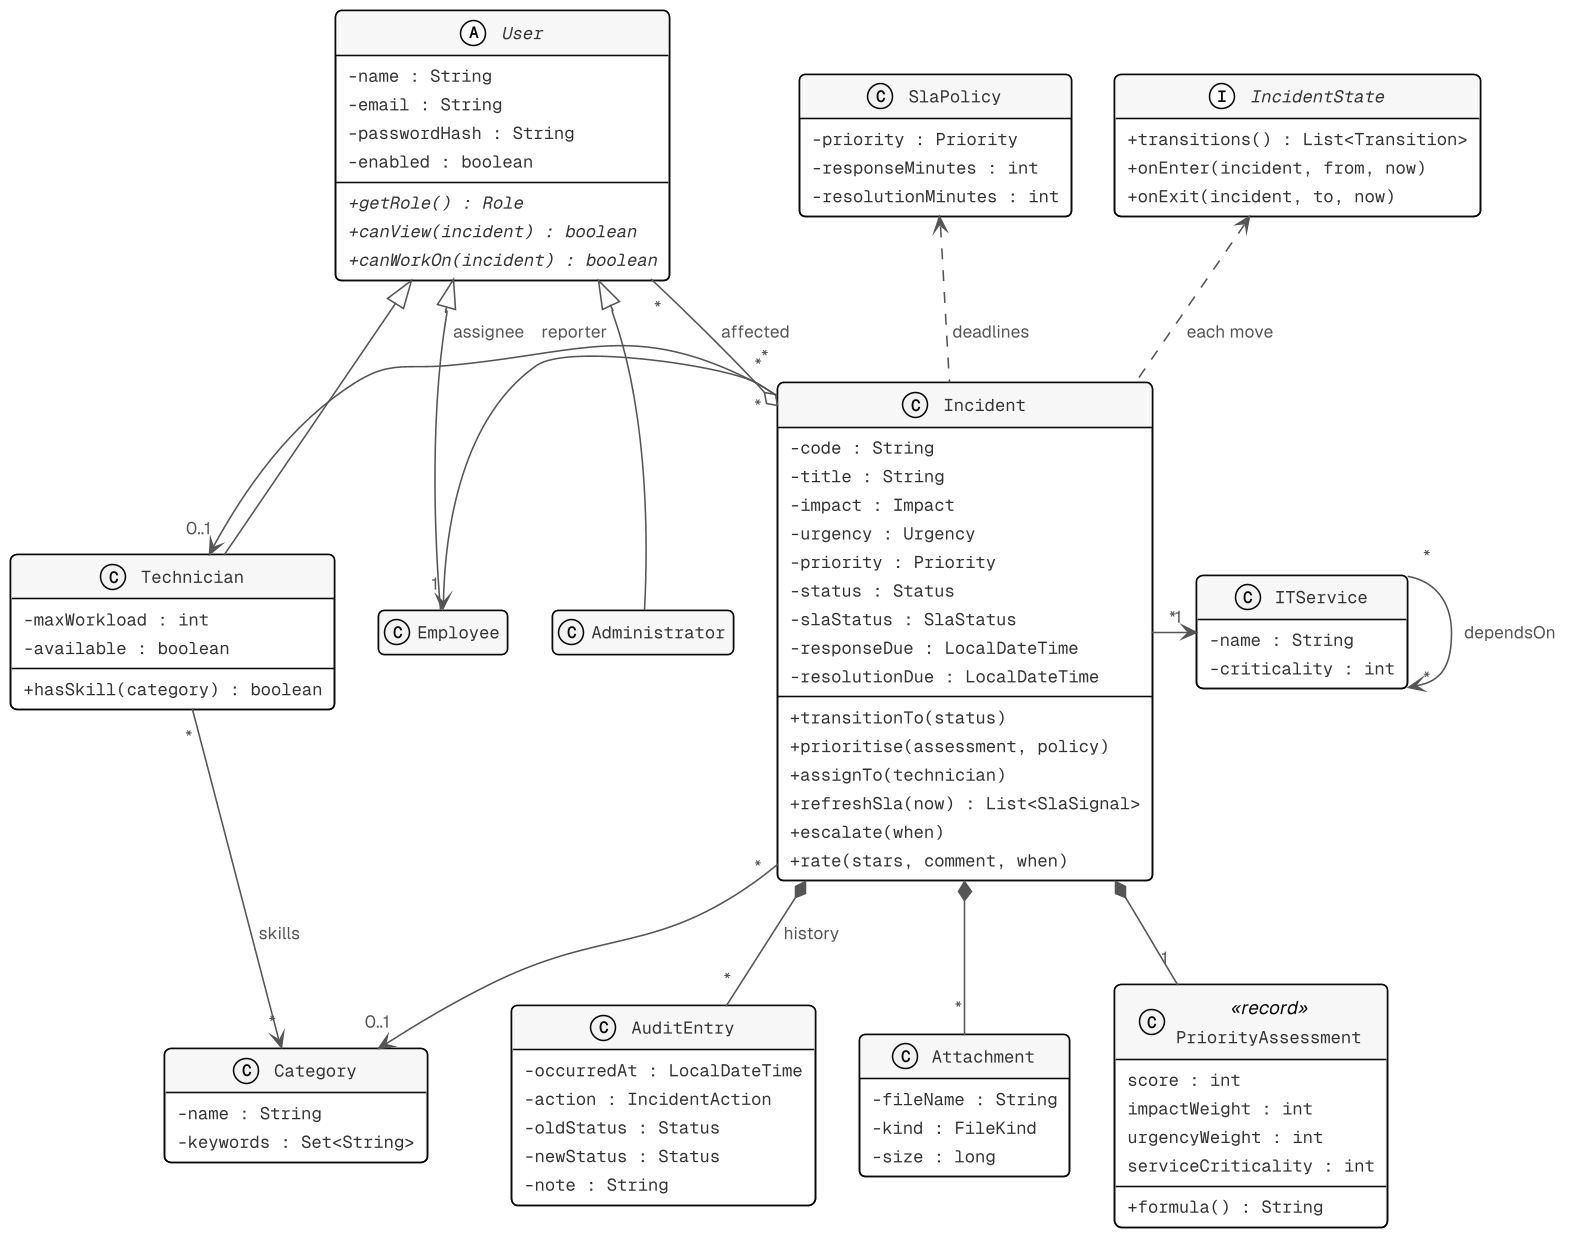 A User
-name : String
-email : String
-passwordHash : String
-enabled : boolean
+getRole() : Role
+canView(incident) : boolean
+canWorkOn(incident) : boolean
C SlaPolicy
-priority : Priority
-responseMinutes : int
-resolutionMinutes : int
I IncidentState
+transitions() : List<Transition>
+onEnter(incident, from, now)
+onExit(incident, to, now)
*
assignee
reporter
affected
deadlines
each move
*
*
*
C Incident
-code : String
-title : String
-impact : Impact
-urgency : Urgency
-priority : Priority
-status : Status
-slaStatus : SlaStatus
-responseDue : LocalDateTime
-resolutionDue : LocalDateTime
+transitionTo(status)
+prioritise(assessment, policy)
+assignTo(technician)
+refreshSla(now) : List<SlaSignal>
+escalate(when)
+rate(stars, comment, when)
0..1
C Technician
-maxWorkload : int
-available : boolean
+hasSkill(category) : boolean
1
C Employee
C Administrator
*1
C ITService
-name : String
-criticality : int
*
dependsOn
*
*
skills
*
*
0..1
history
*
*
1
C Category
-name : String
-keywords : Set<String>
C AuditEntry
-occurredAt : LocalDateTime
-action : IncidentAction
-oldStatus : Status
-newStatus : Status
-note : String
C Attachment
-fileName : String
-kind : FileKind
-size : long
«record»
C PriorityAssessment
score : int
impactWeight : int
urgencyWeight : int
serviceCriticality : int
+formula() : String